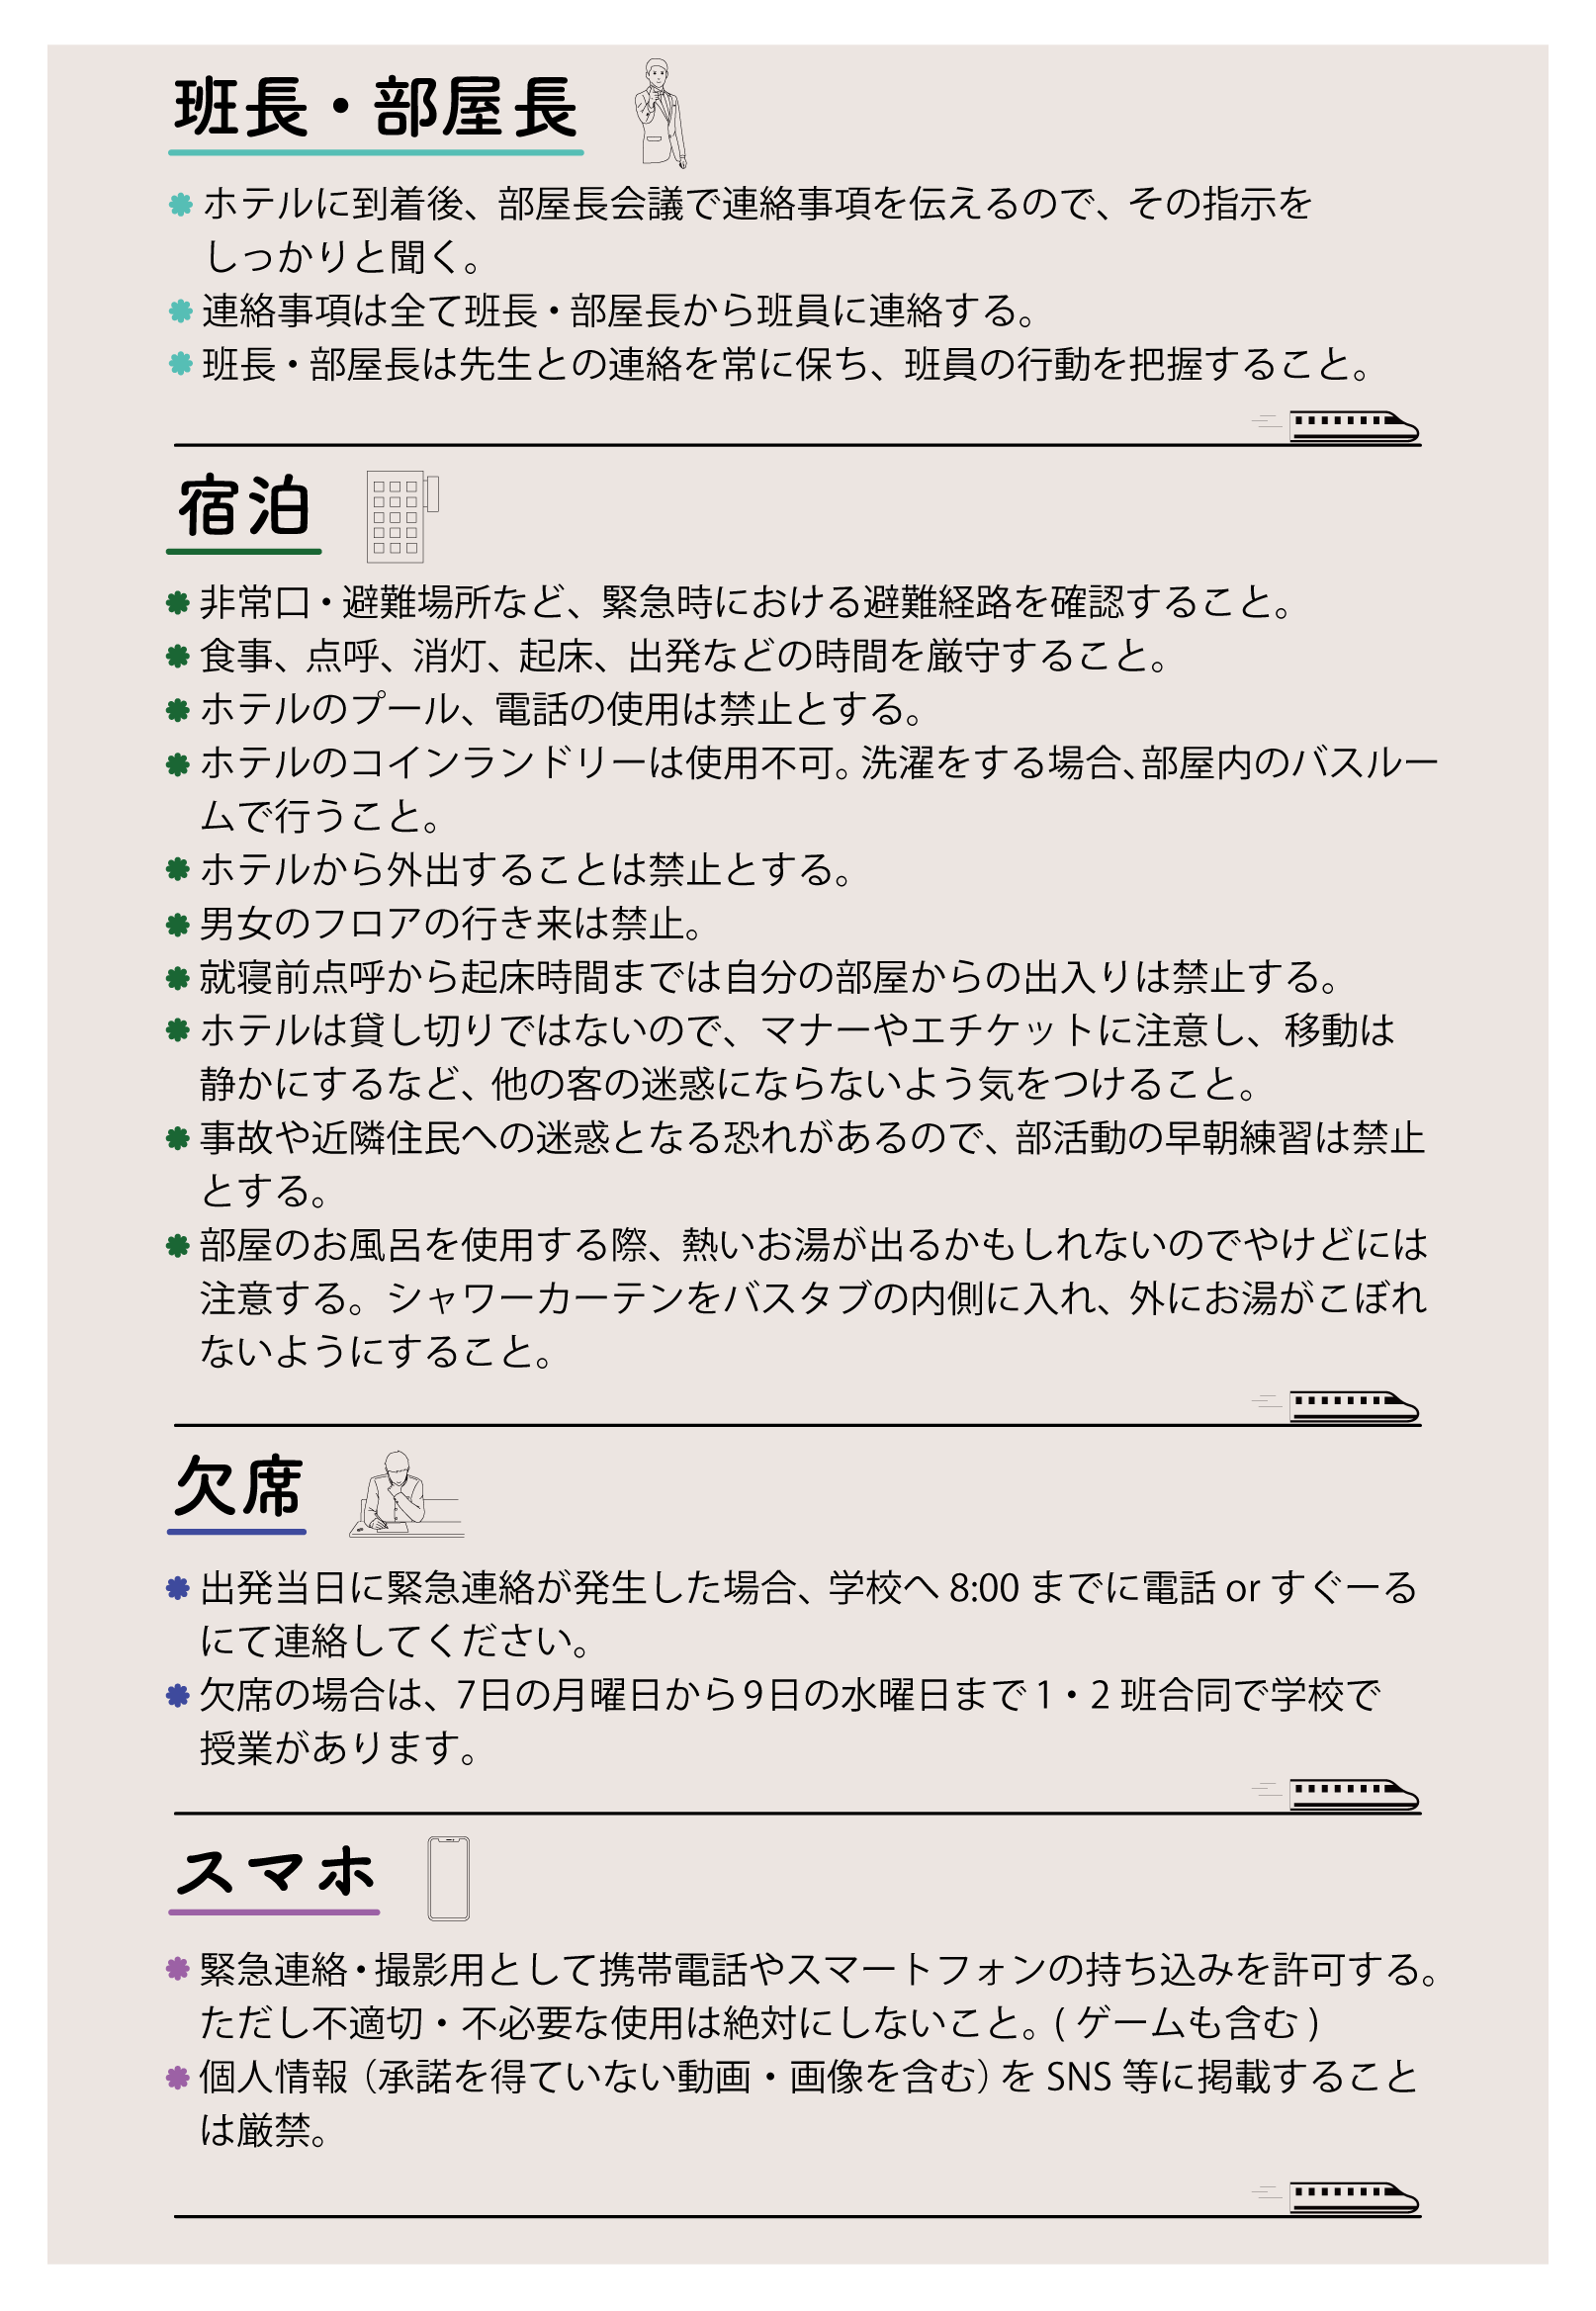 班長・部屋長
ホテルに到着後、部屋長会議で連絡事項を伝えるので、その指示を
しっかりと聞く。
連絡事項は全て班長・部屋長から班員に連絡する。
班長・部屋長は先生との連絡を常に保ち、班員の行動を把握すること。
宿泊
非常口・避難場所など、緊急時における避難経路を確認すること。
食事、点呼、消灯、起床、出発などの時間を厳守すること。
ホテルのプール、電話の使用は禁止とする。
ホテルのコインランドリーは使用不可。洗濯をする場合、部屋内のバスルー
ムで行うこと。
ホテルから外出することは禁止とする。
男女のフロアの行き来は禁止。
就寝前点呼から起床時間までは自分の部屋からの出入りは禁止する。
ホテルは貸し切りではないので、マナーやエチケットに注意し、移動は
静かにするなど、他の客の迷惑にならないよう気をつけること。
事故や近隣住民への迷惑となる恐れがあるので、部活動の早朝練習は禁止
とする。
部屋のお風呂を使用する際、熱いお湯が出るかもしれないのでやけどには
注意する。シャワーカーテンをバスタブの内側に入れ、外にお湯がこぼれ
ないようにすること。
欠席
出発当日に緊急連絡が発生した場合、学校へ 8:00 までに電話 or すぐーる
にて連絡してください。
欠席の場合は、7日の月曜日から9日の水曜日まで 1・2 班合同で学校で
授業があります。
スマホ
緊急連絡・撮影用として携帯電話やスマートフォンの持ち込みを許可する。
ただし不適切・不必要な使用は絶対にしないこと。( ゲームも含む )
個人情報（承諾を得ていない動画・画像を含む）を SNS 等に掲載すること
は厳禁。